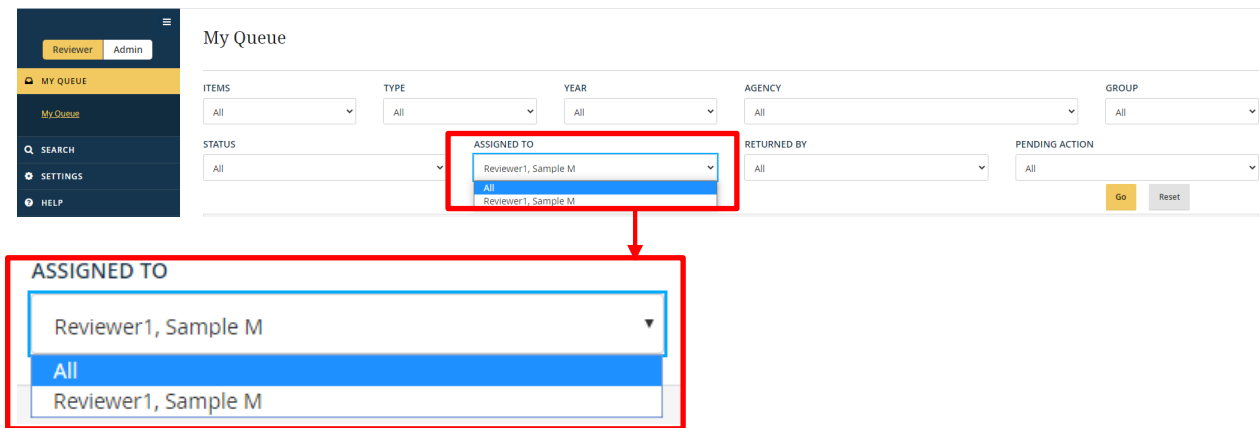 Reviewer Admin
MY QUEUE
My Queue
SEARCH
SETTINGS
HELP
My Queue
ITEMS TYPE YEAR AGENCY GROUP
All All All All All
STATUS ASSIGNED TO RETURNED BY PENDING ACTION
All Reviewer1, Sample M All All
All
Reviewer1, Sample M
Go Reset
ASSIGNED TO
Reviewer1, Sample M
All
Reviewer1, Sample M